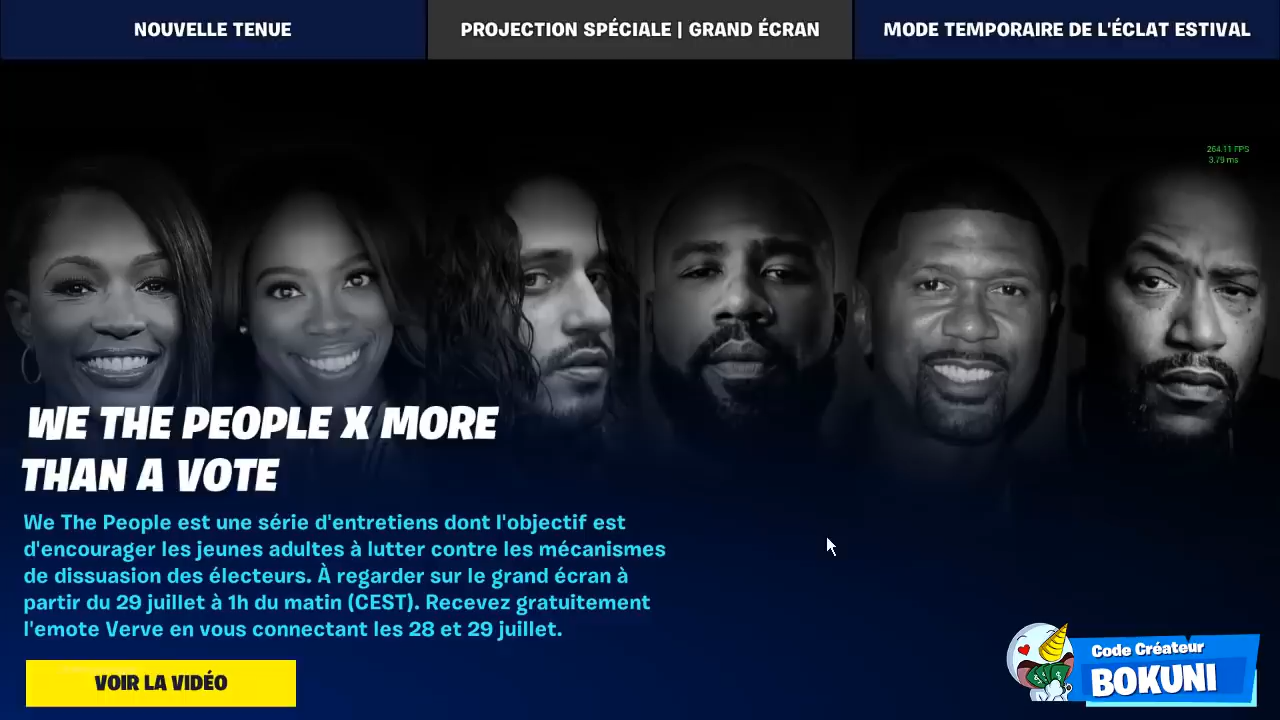 NOUVELLE TENUE
PROJECTION SPÉCIALE | GRAND ÉCRAN
MODE TEMPORAIRE DE L'ÉCLAT ESTIVAL
264.11 FPS
3.79 ms
WE THE PEOPLE X MORE
THAN A VOTE
We The People est une série d'entretiens dont l'objectif est
d'encourager les jeunes adultes à lutter contre les mécanismes
de dissuasion des électeurs. À regarder sur le grand écran à
partir du 29 juillet à 1h du matin (CEST). Recevez gratuitement
l'emote Verve en vous connectant les 28 et 29 juillet.
VOIR LA VIDÉO
Code Créateur
BOKUNI